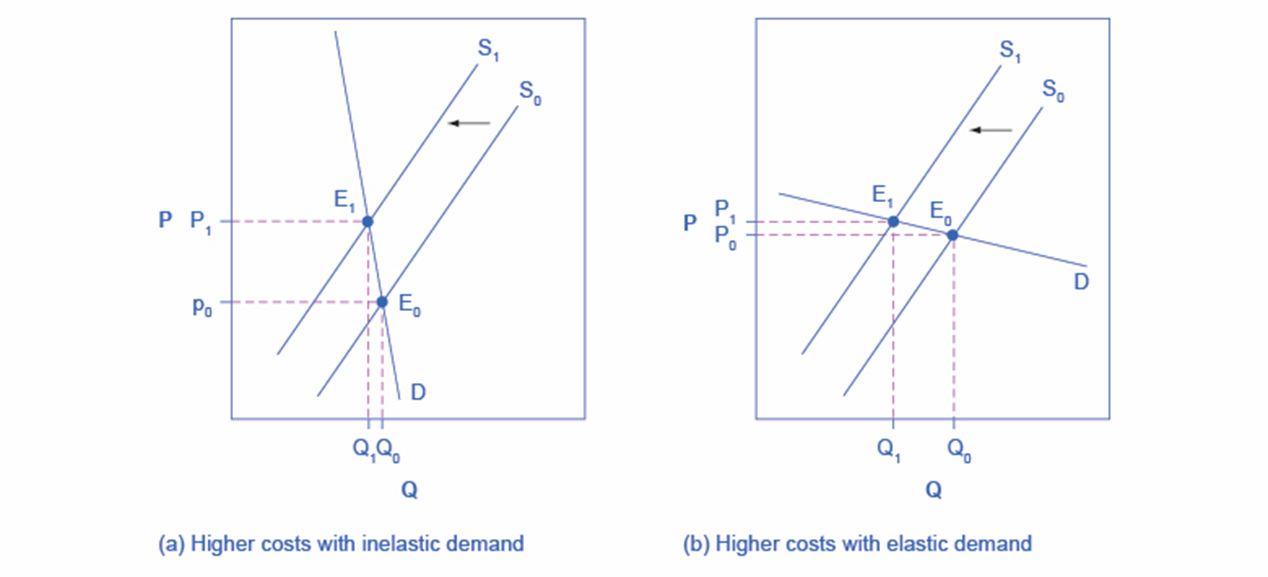 S₁
S₀
E₁
P P₁
p₀
E₀
D
Q₁Q₀
Q
(a) Higher costs with inelastic demand
S₁
S₀
E₁
E₀
P P₁
P₀
D
Q₁ Q₀
Q
(b) Higher costs with elastic demand